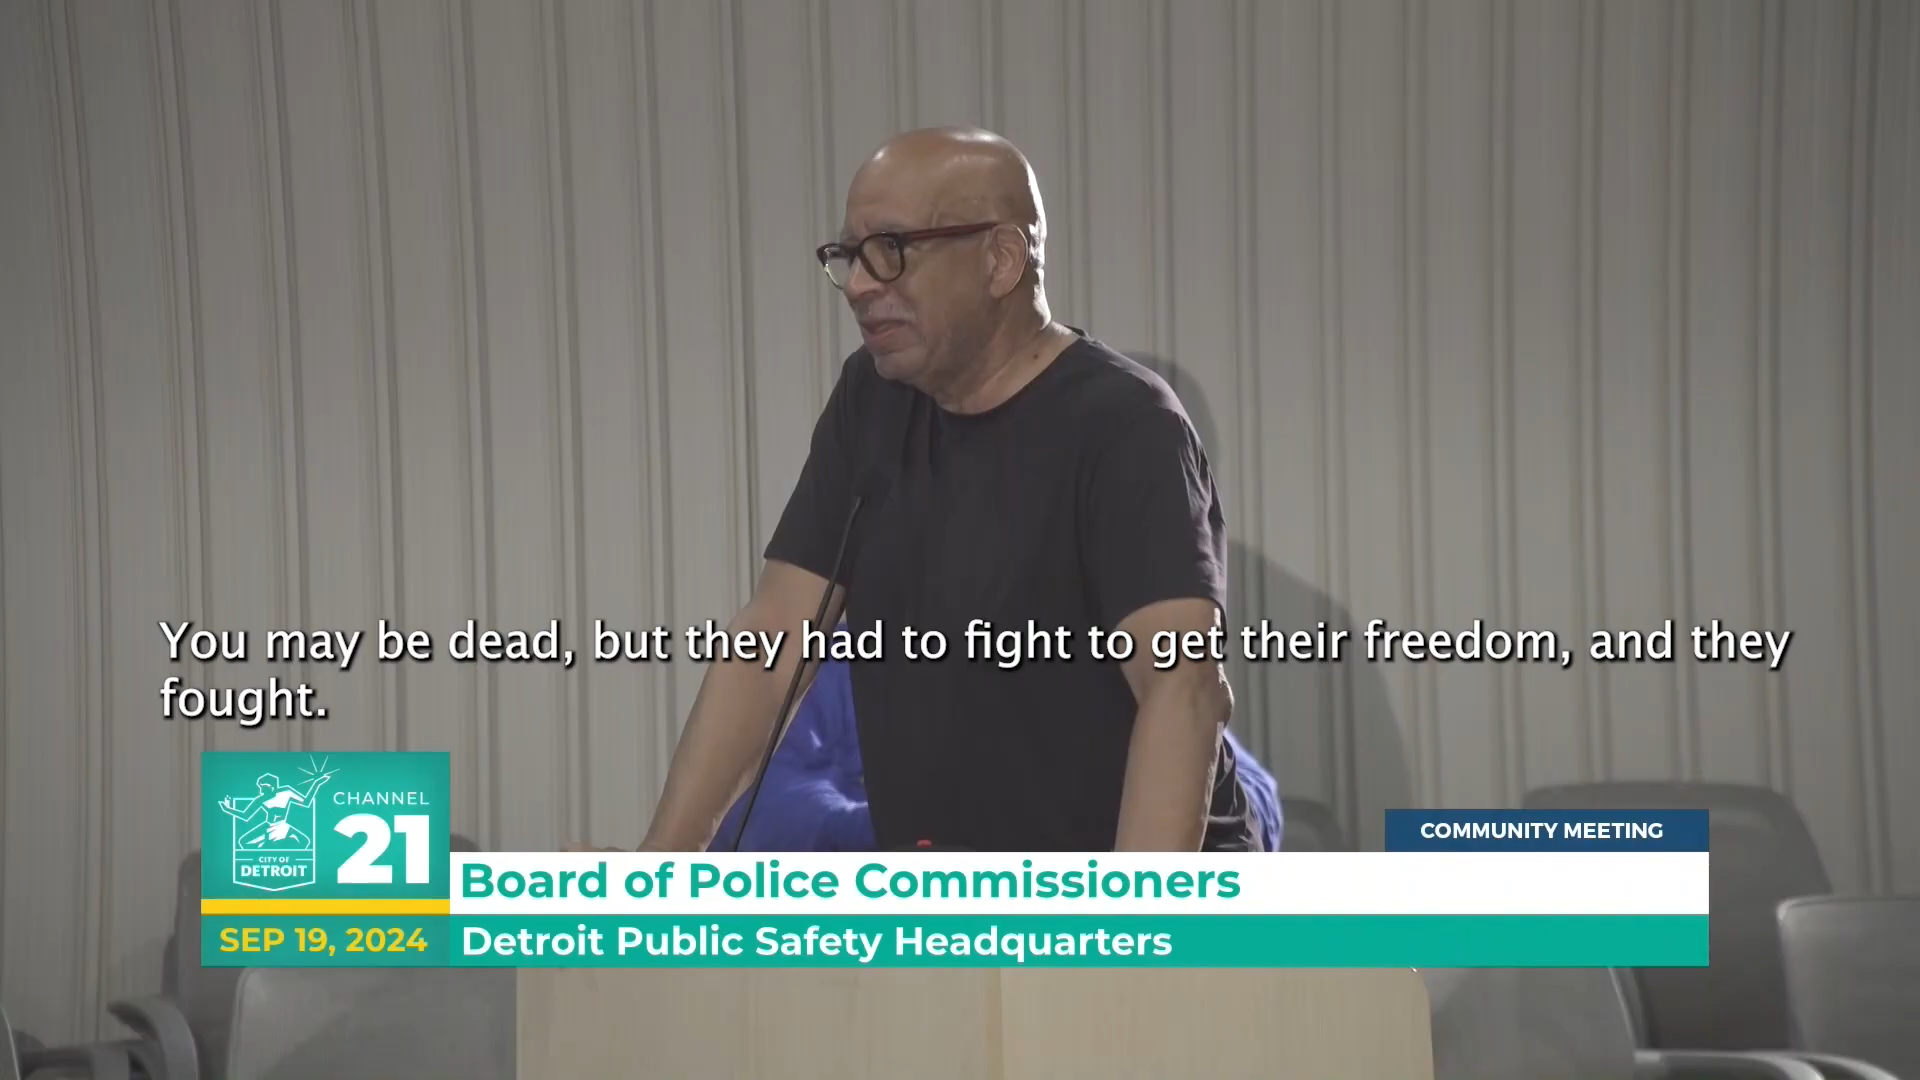 You may be dead, but they had to fight to get their freedom, and they
fought.
CHANNEL
21
CITY OF
DETROIT
COMMUNITY MEETING
Board of Police Commissioners
SEP 19, 2024
Detroit Public Safety Headquarters